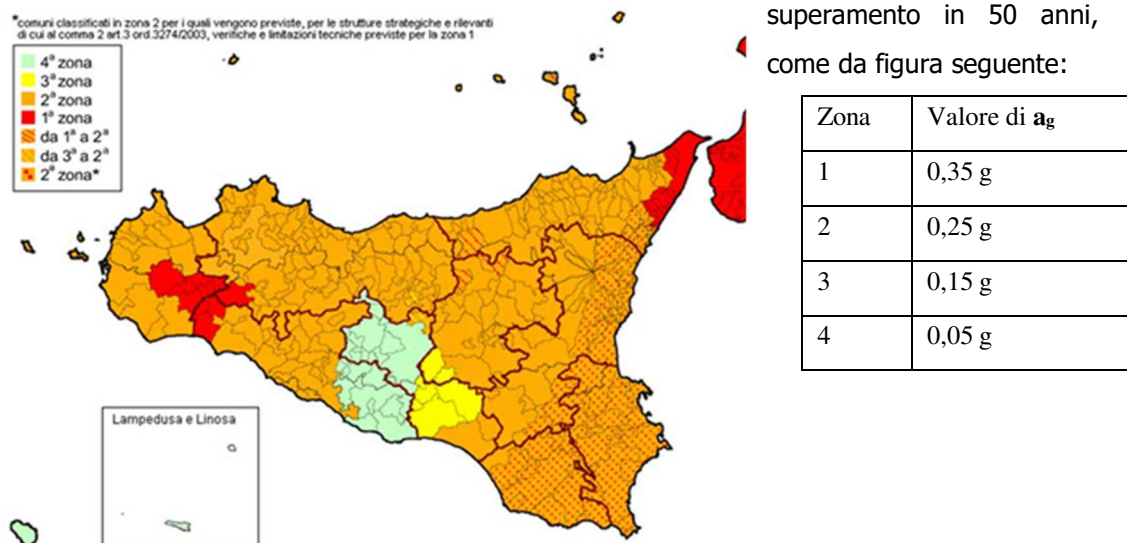 *comuni classificati in zona 2 per i quali vengono previste, per le strutture strategiche e rilevanti
di cui al comma 2 art.3 ord.3274/2003, verifiche e limitazioni tecniche previste per la zona 1
4ª zona
3ª zona
2ª zona
1ª zona
da 1ª a 2ª
da 3ª a 2ª
2ª zona*
Lampedusa e Linosa
superamento in 50 anni,
come da figura seguente:
Zona Valore di ag
1 0,35 g
2 0,25 g
3 0,15 g
4 0,05 g